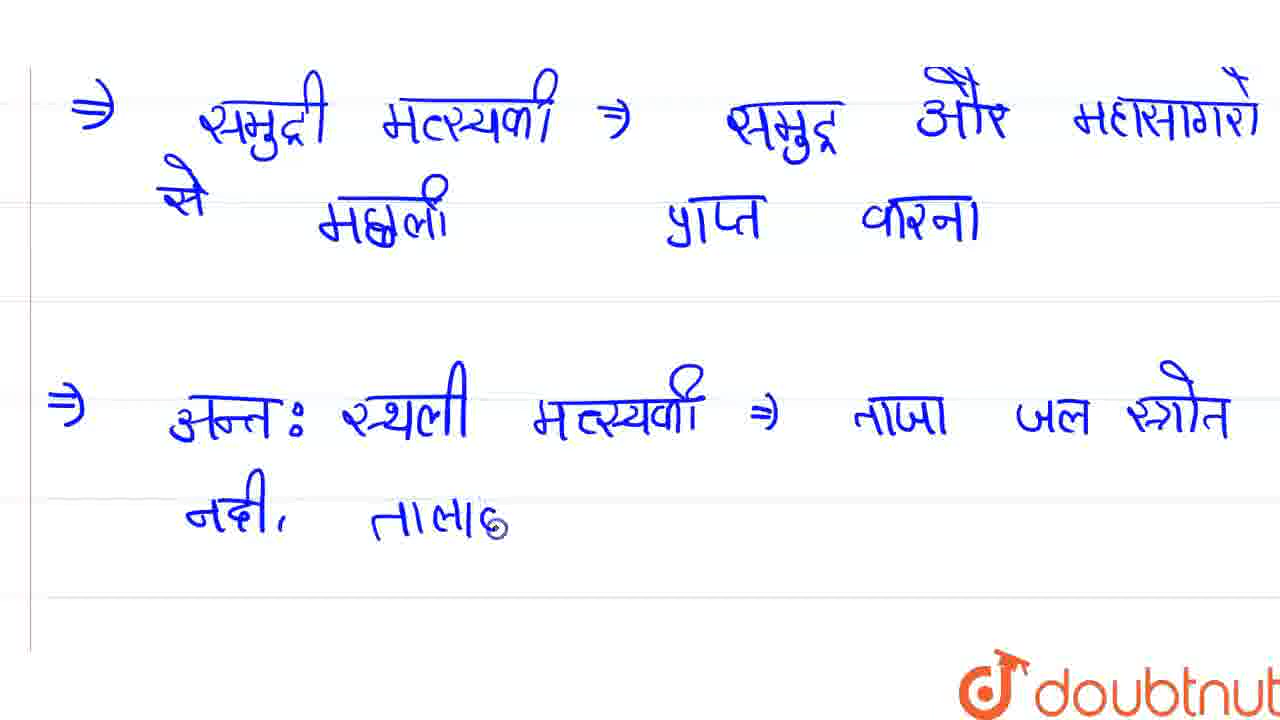 ⇒ समुद्री मत्स्यकी ⇒ समुद्र और महासागरो
से मछली प्राप्त करना
⇒ अन्तः स्थली मत्स्यकी ⇒ ताजा जल स्त्रोत
नदी, तालाब
doubtnut